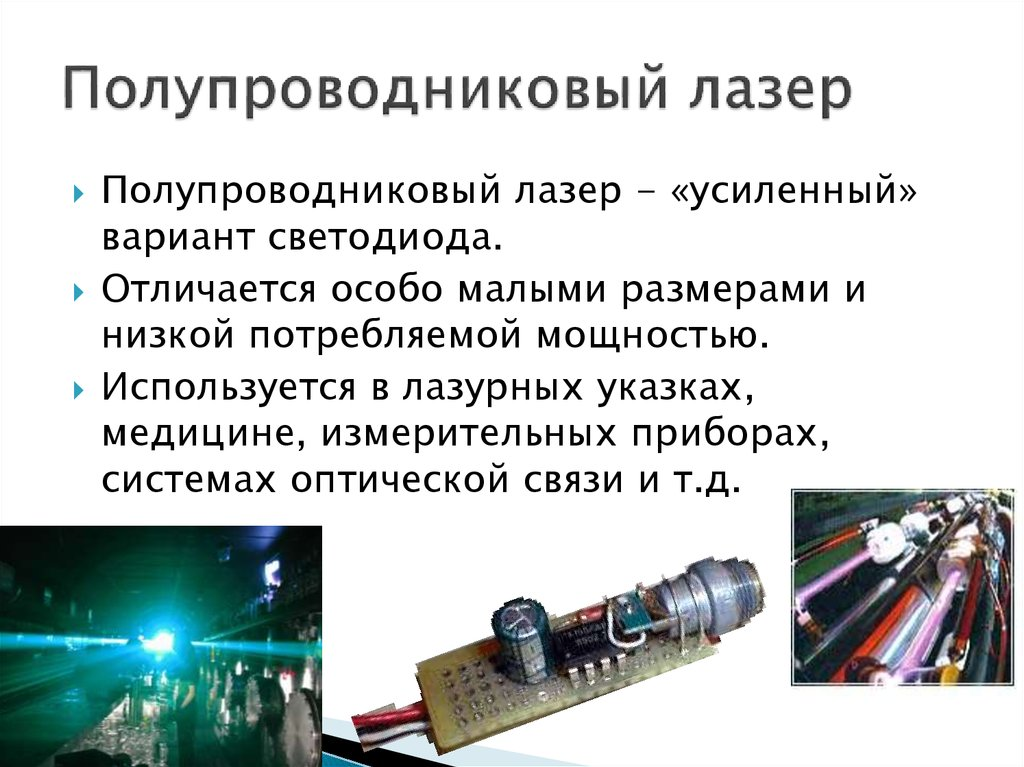 Полупроводниковый лазер
Полупроводниковый лазер - «усиленный»
вариант светодиода.
Отличается особо малыми размерами и
низкой потребляемой мощностью.
Используется в лазурных указках,
медицине, измерительных приборах,
системах оптической связи и т.д.